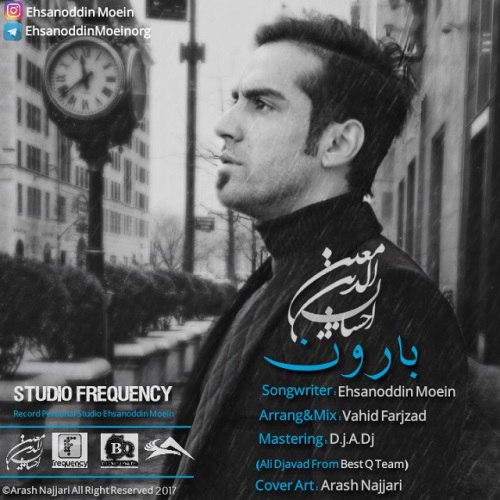 Ehsanoddin Moein
EhsanoddinMoeinorg
معین
الدین
احسان
بارون
Songwriter : Ehsanoddin Moein
Arrang&Mix : Vahid Farjzad
Mastering : D.j.A.Dj
(Ali Djavad From Best Q Team)
Cover Art : Arash Najjari
STUDIO FREQUENCY
Record Personal Studio Ehsanoddin Moein
frequency
BQ
©Arash Najjari All Right Reserved 2017